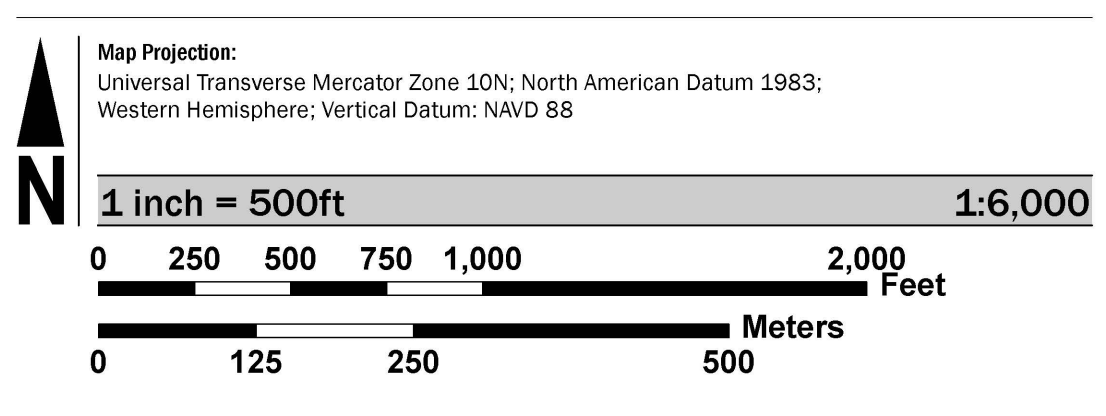 Map Projection:
Universal Transverse Mercator Zone 10N; North American Datum 1983;
Western Hemisphere; Vertical Datum: NAVD 88
N
1 inch = 500ft 1:6,000
0 250 500 750 1,000 2,000
Feet
Meters
0 125 250 500